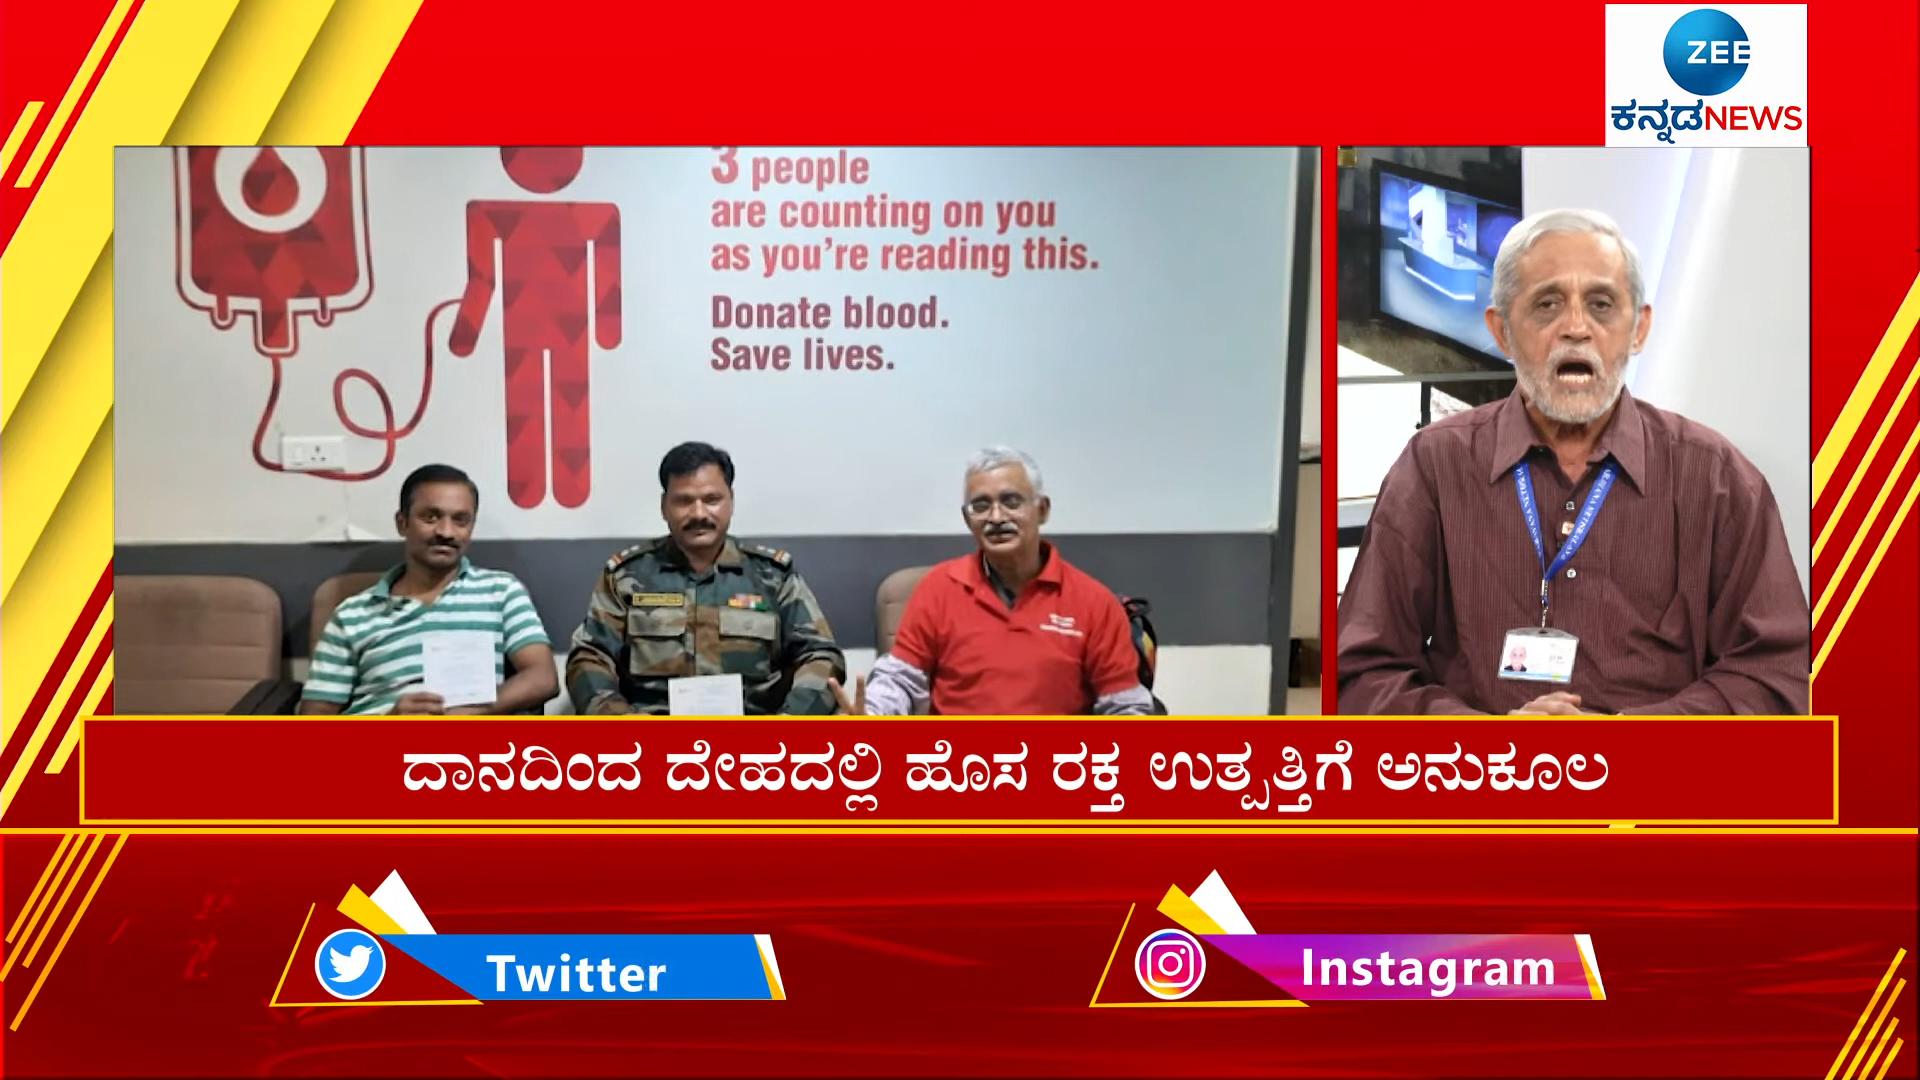 ZEE
ಕನ್ನಡNEWS
3 people
are counting on you
as you're reading this.
Donate blood.
Save lives.
ದಾನದಿಂದ ದೇಹದಲ್ಲಿ ಹೊಸ ರಕ್ತ ಉತ್ಪತ್ತಿಗೆ ಅನುಕೂಲ
Twitter
Instagram